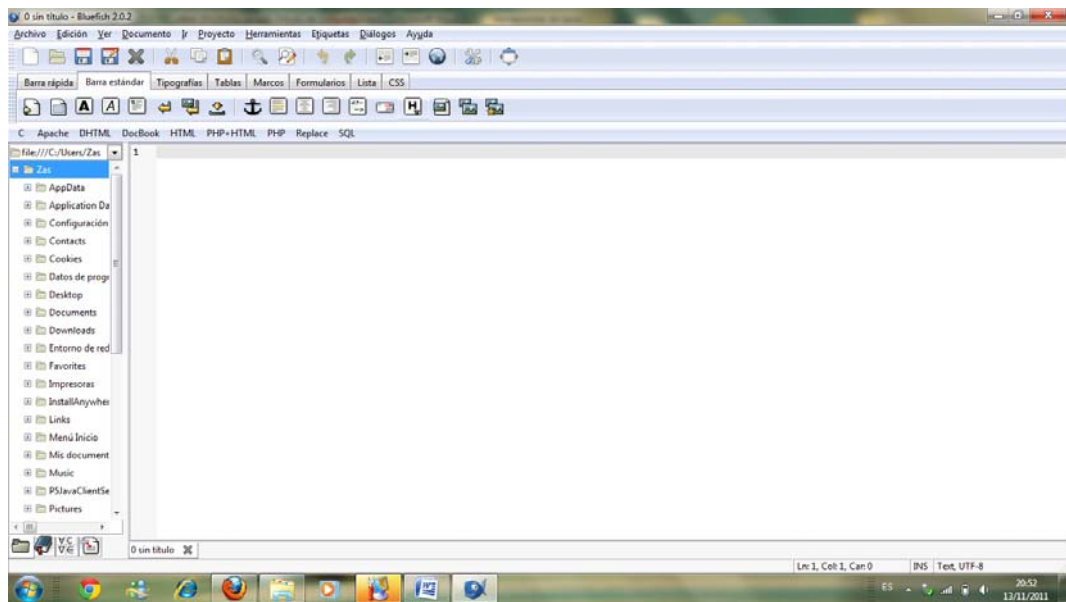 0 sin título - Bluefish 2.0.2
Archivo Edición Ver Documento Ir Proyecto Herramientas Etiquetas Diálogos Ayuda
Barra rápida Barra estándar Tipografías Tablas Marcos Formularios Lista CSS
C Apache DHTML DocBook HTML PHP+HTML PHP Replace SQL
file:///C:/Users/Zas 1
Zas
AppData
Application Da
Configuración
Contacts
Cookies
Datos de progr
Desktop
Documents
Downloads
Entorno de red
Favorites
Impresoras
InstallAnywher
Links
Menú Inicio
Mis document
Music
PSJavaClientSe
Pictures
0 sin título
Ln: 1, Col: 1, Car: 0 INS Text, UTF-8
ES 20:52
13/11/2011